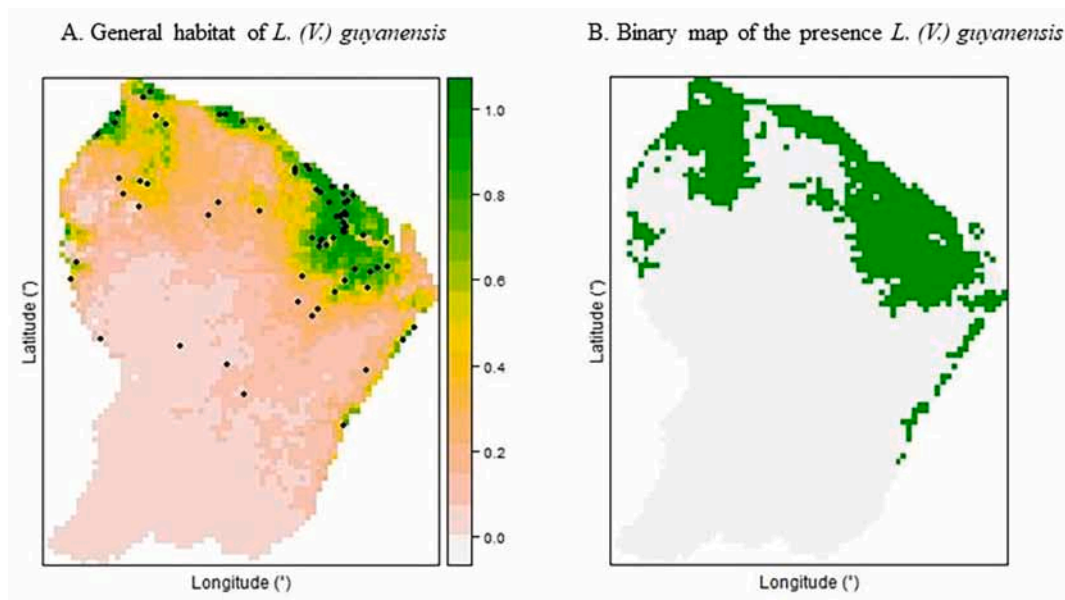 A. General habitat of L. (V.) guyanensis
B. Binary map of the presence L. (V.) guyanensis
1.0
0.8
0.6
0.4
0.2
0.0
Latitude (°)
Longitude (°)
Latitude (°)
Longitude (°)